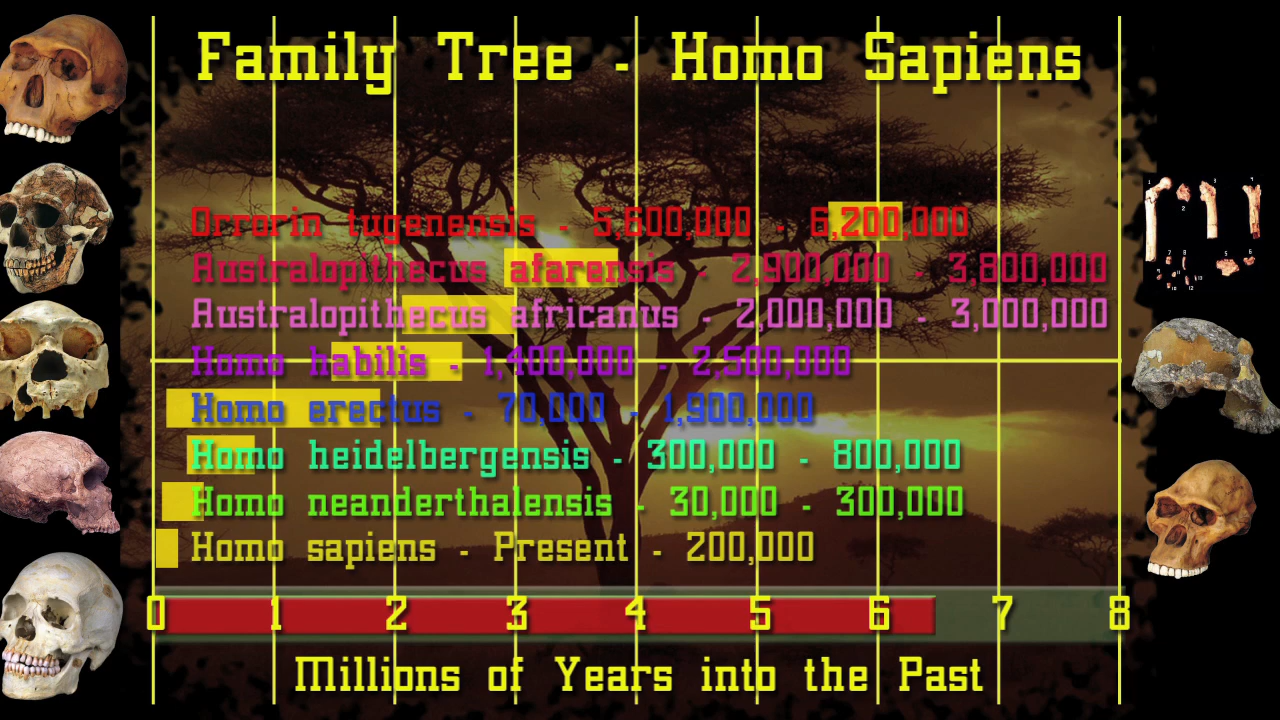 Family Tree - Homo Sapiens
Orrorin tugenensis - 5,600,000 - 6,200,000
Australopithecus afarensis - 2,900,000 - 3,800,000
Australopithecus africanus - 2,000,000 - 3,000,000
Homo habilis - 1,400,000 - 2,500,000
Homo erectus - 70,000 - 1,900,000
Homo heidelbergensis - 300,000 - 800,000
Homo neanderthalensis - 30,000 - 300,000
Homo sapiens - Present - 200,000
0 1 2 3 4 5 6 7 8
Millions of Years into the Past